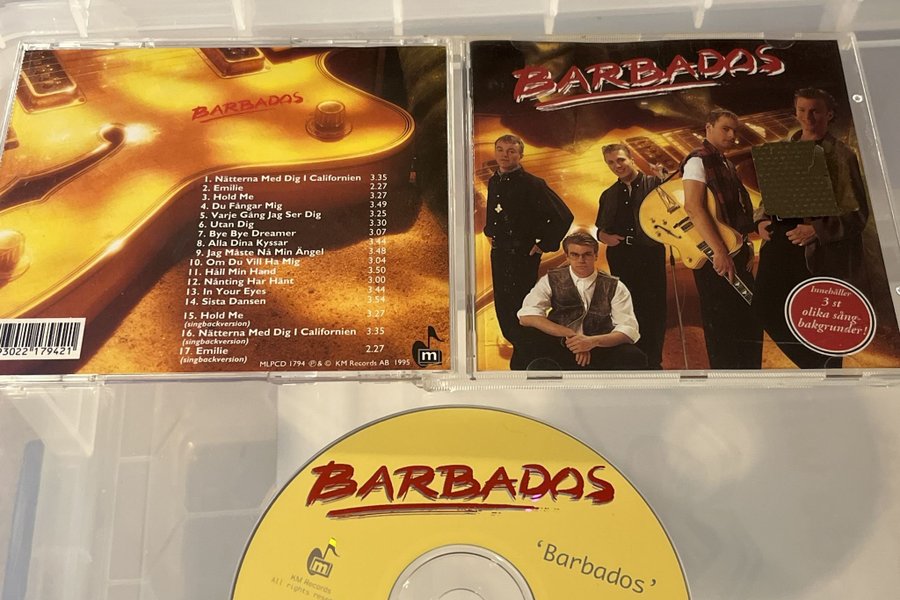 BARBADOS
1. Nätterna Med Dig I Californien 3.35
2. Emilie 2.27
3. Hold Me 3.27
4. Du Fångar Mig 3.49
5. Varje Gång Jag Ser Dig 3.25
6. Utan Dig 3.30
7. Bye Bye Dreamer 3.07
8. Alla Dina Kyssar 3.44
9. Jag Måste Nå Min Ängel 3.48
10. Om Du Vill Ha Mig 3.04
11. Håll Min Hand 3.50
12. Nånting Har Hänt 3.00
13. In Your Eyes 3.44
14. Sista Dansen 3.54
15. Hold Me 3.27
(singbackversion)
16. Nätterna Med Dig I Californien 3.35
(singbackversion)
17. Emilie 2.27
(singbackversion)
MLPCD 1794 ℗ & © KM Records AB 1995
93022"179421
m
BARBADOS
Innehåller
3 st
olika sång-
bakgrunder!
BARBADOS
'Barbados'
m
KM Records
All rights